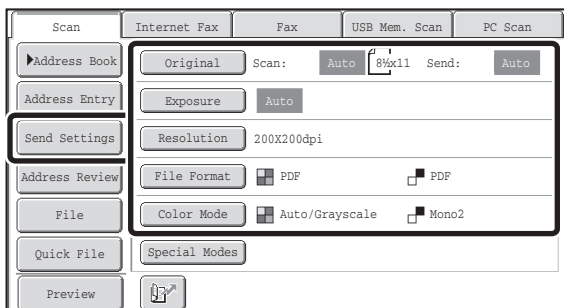 Scan Internet Fax Fax USB Mem. Scan PC Scan
Address Book Original Scan: Auto 8½x11 Send: Auto
Address Entry Exposure Auto
Send Settings Resolution 200X200dpi
Address Review File Format PDF PDF
File Color Mode Auto/Grayscale Mono2
Quick File Special Modes
Preview